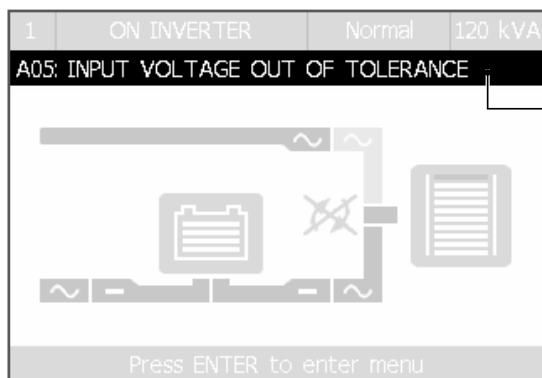 1 ON INVERTER Normal 120 kVA
A05: INPUT VOLTAGE OUT OF TOLERANCE
Press ENTER to enter menu